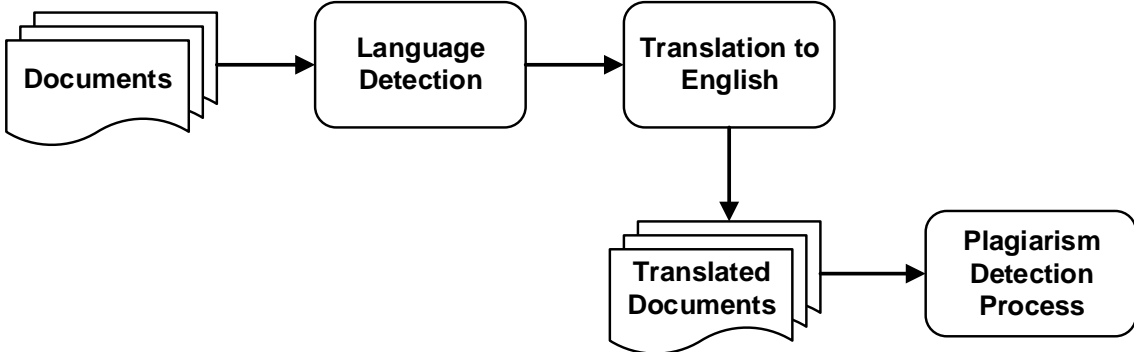 Documents
Language
Detection
Translation to
English
Translated
Documents
Plagiarism
Detection
Process